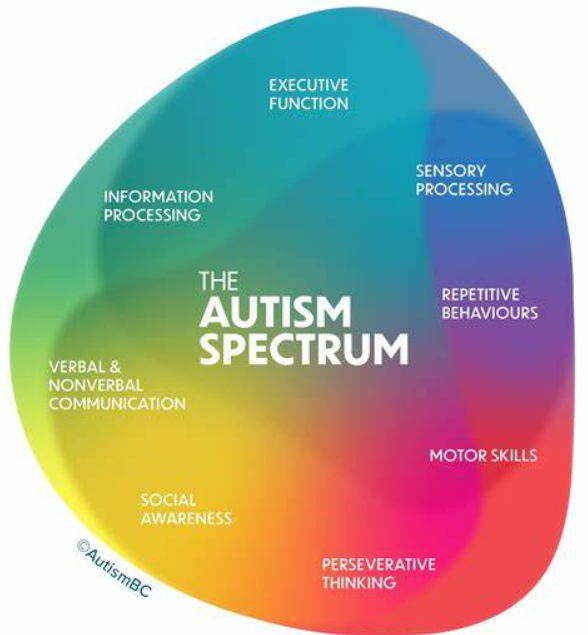 EXECUTIVE
FUNCTION
SENSORY
PROCESSING
INFORMATION
PROCESSING
THE
AUTISM
SPECTRUM
REPETITIVE
BEHAVIOURS
VERBAL &
NONVERBAL
COMMUNICATION
MOTOR SKILLS
SOCIAL
AWARENESS
PERSEVERATIVE
THINKING
©AutismBC